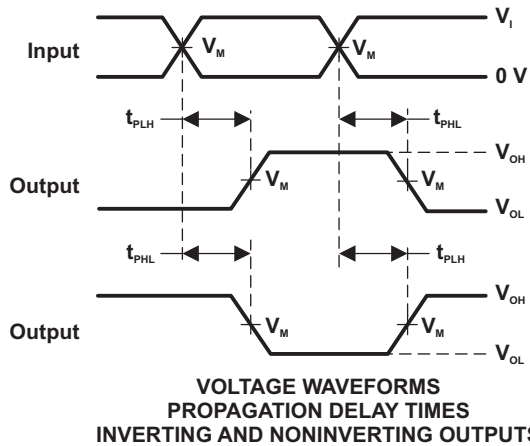 V_I
Input
V_M
V_M
0 V
t_PLH
t_PHL
V_OH
Output
V_M
V_M
V_OL
t_PHL
t_PLH
V_OH
Output
V_M
V_M
V_OL
VOLTAGE WAVEFORMS
PROPAGATION DELAY TIMES
INVERTING AND NONINVERTING OUTPUTS